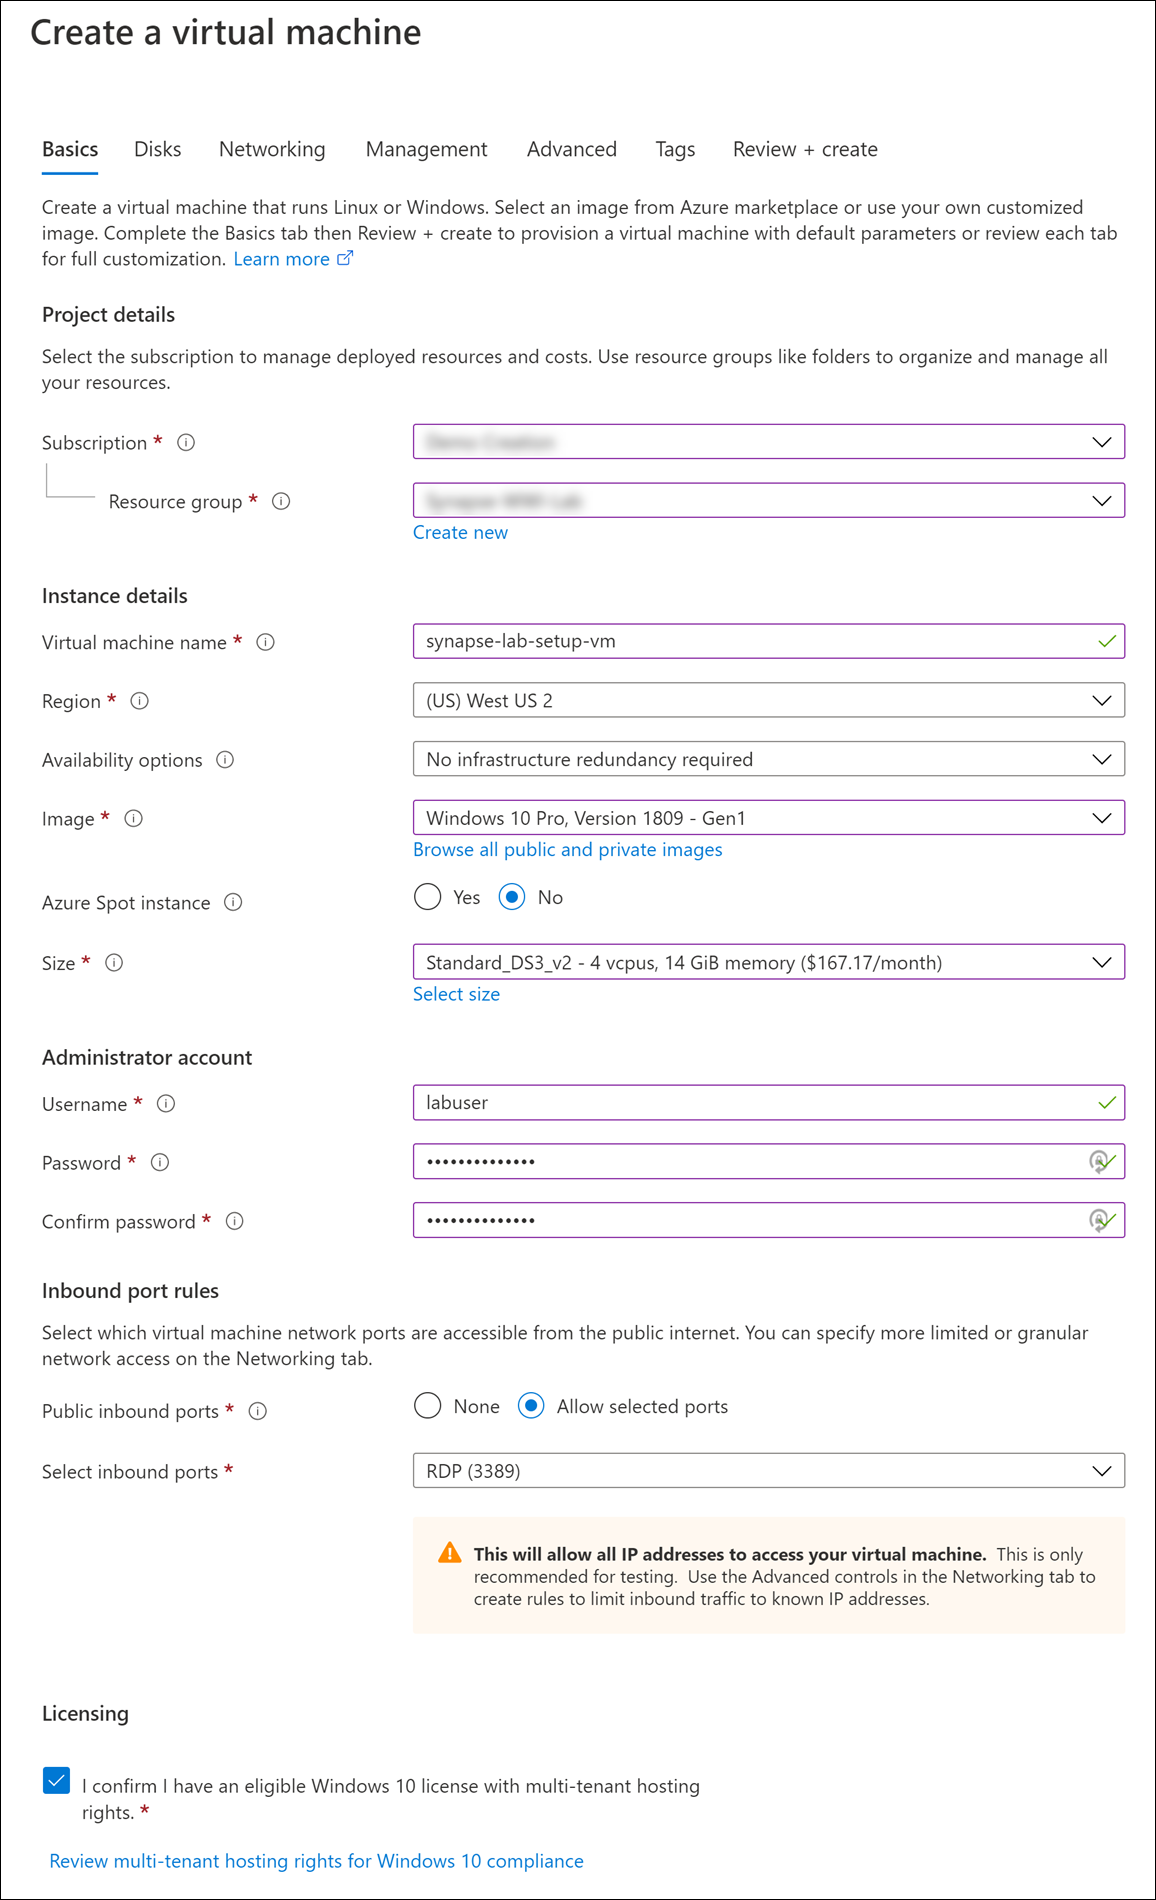 Create a virtual machine
Basics Disks Networking Management Advanced Tags Review + create
Create a virtual machine that runs Linux or Windows. Select an image from Azure marketplace or use your own customized
image. Complete the Basics tab then Review + create to provision a virtual machine with default parameters or review each tab
for full customization. Learn more
Project details
Select the subscription to manage deployed resources and costs. Use resource groups like folders to organize and manage all
your resources.
Subscription *
Resource group *
Create new
Instance details
Virtual machine name * synapse-lab-setup-vm
Region * (US) West US 2
Availability options No infrastructure redundancy required
Image * Windows 10 Pro, Version 1809 - Gen1
Browse all public and private images
Azure Spot instance Yes No
Size * Standard_DS3_v2 - 4 vcpus, 14 GiB memory ($167.17/month)
Select size
Administrator account
Username * labuser
Password * ••••••••••••••
Confirm password * ••••••••••••••
Inbound port rules
Select which virtual machine network ports are accessible from the public internet. You can specify more limited or granular
network access on the Networking tab.
Public inbound ports * None Allow selected ports
Select inbound ports * RDP (3389)
This will allow all IP addresses to access your virtual machine. This is only
recommended for testing. Use the Advanced controls in the Networking tab to
create rules to limit inbound traffic to known IP addresses.
Licensing
I confirm I have an eligible Windows 10 license with multi-tenant hosting
rights. *
Review multi-tenant hosting rights for Windows 10 compliance